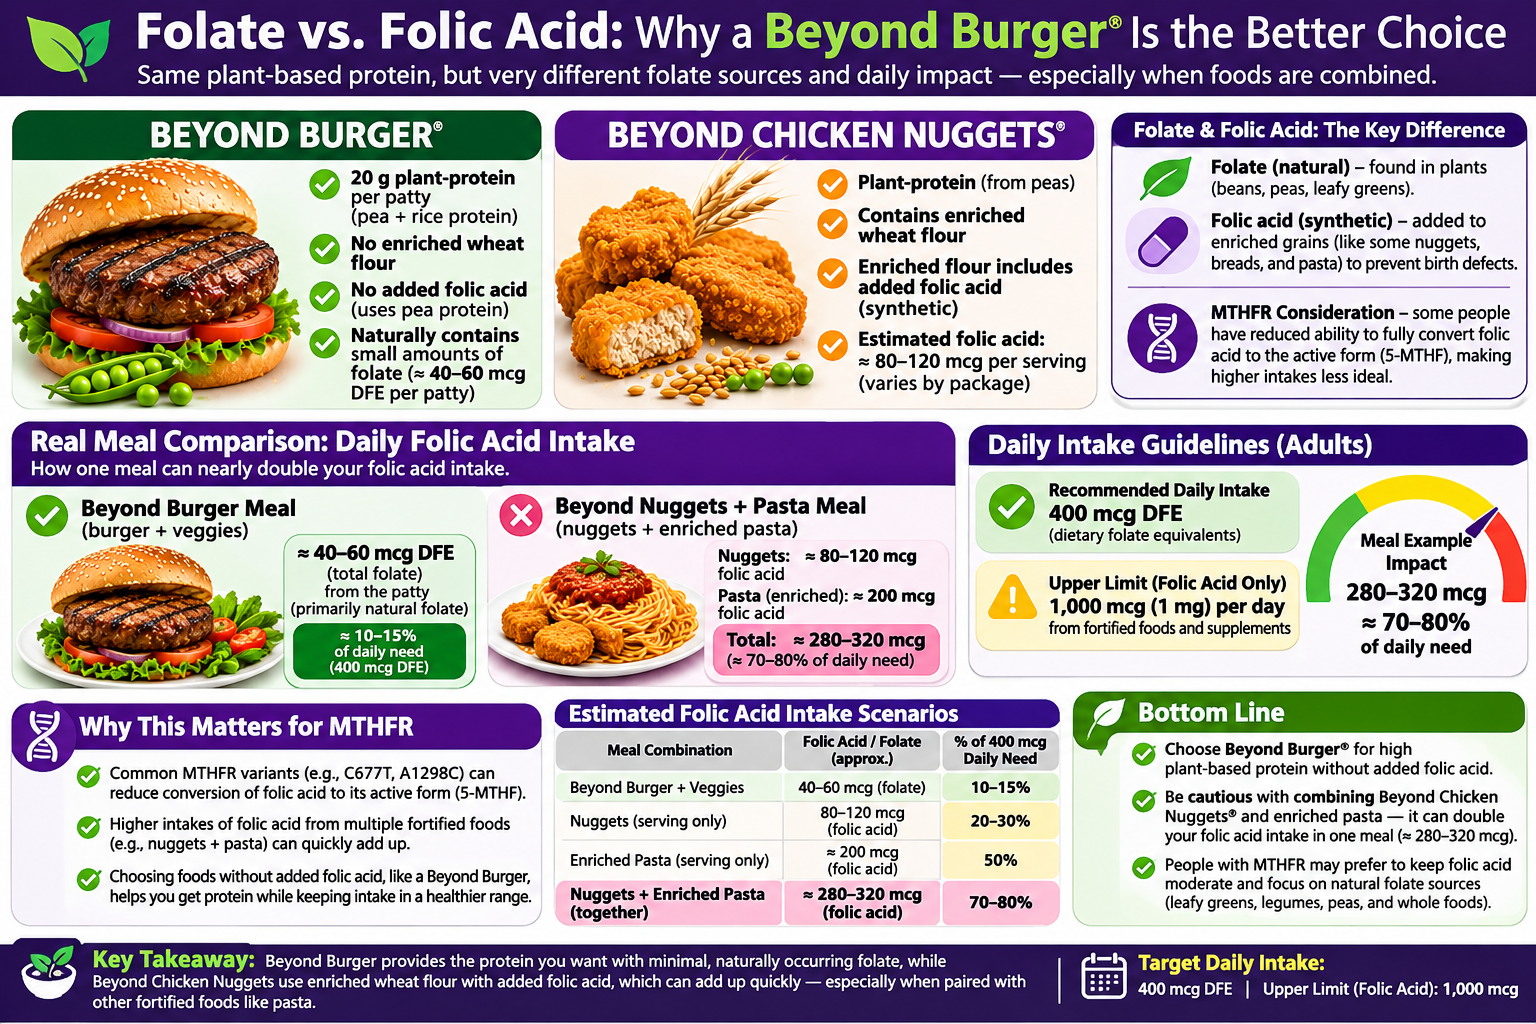 Folate vs. Folic Acid: Why a Beyond Burger® Is the Better Choice
Same plant-based protein, but very different folate sources and daily impact — especially when foods are combined.
BEYOND BURGER®
20 g plant-protein
per patty
(pea + rice protein)
No enriched wheat
flour
No added folic acid
(uses pea protein)
Naturally contains
small amounts of
folate (≈ 40–60 mcg
DFE per patty)
BEYOND CHICKEN NUGGETS®
Plant-protein (from peas)
Contains enriched
wheat flour
Enriched flour includes
added folic acid
(synthetic)
Estimated folic acid:
≈ 80–120 mcg per serving
(varies by package)
Folate & Folic Acid: The Key Difference
Folate (natural) – found in plants
(beans, peas, leafy greens).
Folic acid (synthetic) – added to
enriched grains (like some nuggets,
breads, and pasta) to prevent birth defects.
MTHFR Consideration – some people
have reduced ability to fully convert folic
acid to the active form (5-MTHF), making
higher intakes less ideal.
Real Meal Comparison: Daily Folic Acid Intake
How one meal can nearly double your folic acid intake.
Beyond Burger Meal
(burger + veggies)
≈ 40–60 mcg DFE
(total folate)
from the patty
(primarily natural folate)
≈ 10–15%
of daily need
(400 mcg DFE)
Beyond Nuggets + Pasta Meal
(nuggets + enriched pasta)
Nuggets: ≈ 80–120 mcg
folic acid
Pasta (enriched): ≈ 200 mcg
folic acid
Total: ≈ 280–320 mcg
(≈ 70–80% of daily need)
Daily Intake Guidelines (Adults)
Recommended Daily Intake
400 mcg DFE
(dietary folate equivalents)
Upper Limit (Folic Acid Only)
1,000 mcg (1 mg) per day
from fortified foods and supplements
Meal Example
Impact
280–320 mcg
≈ 70–80%
of daily need
Why This Matters for MTHFR
Common MTHFR variants (e.g., C677T, A1298C) can
reduce conversion of folic acid to its active form (5-MTHF).
Higher intakes of folic acid from multiple fortified foods
(e.g., nuggets + pasta) can quickly add up.
Choosing foods without added folic acid, like a Beyond Burger,
helps you get protein while keeping intake in a healthier range.
Estimated Folic Acid Intake Scenarios
Meal Combination Folic Acid / Folate (approx.) % of 400 mcg Daily Need
Beyond Burger + Veggies 40–60 mcg (folate) 10–15%
Nuggets (serving only) 80–120 mcg (folic acid) 20–30%
Enriched Pasta (serving only) ≈ 200 mcg (folic acid) 50%
Nuggets + Enriched Pasta (together) ≈ 280–320 mcg (folic acid) 70–80%
Bottom Line
Choose Beyond Burger® for high
plant-based protein without added folic acid.
Be cautious with combining Beyond Chicken
Nuggets® and enriched pasta — it can double
your folic acid intake in one meal (≈ 280–320 mcg).
People with MTHFR may prefer to keep folic acid
moderate and focus on natural folate sources
(leafy greens, legumes, peas, and whole foods).
Key Takeaway: Beyond Burger provides the protein you want with minimal, naturally occurring folate, while
Beyond Chicken Nuggets use enriched wheat flour with added folic acid, which can add up quickly — especially when paired with
other fortified foods like pasta.
Target Daily Intake:
400 mcg DFE | Upper Limit (Folic Acid): 1,000 mcg